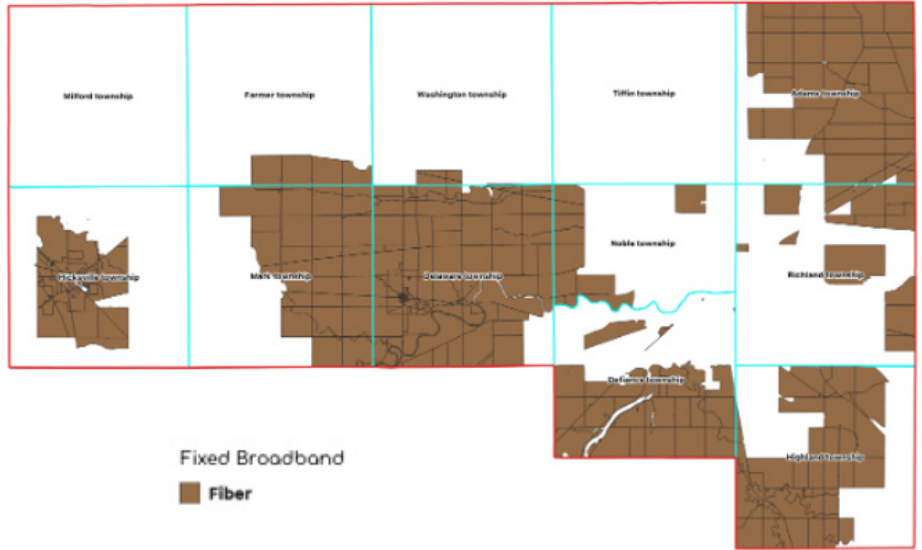 Milford township
Farmer township
Washington township
Tiffin township
Adams township
Noble township
Hicksville township
Mark township
Delaware township
Richland township
Defiance township
Highland township
Fixed Broadband
Fiber